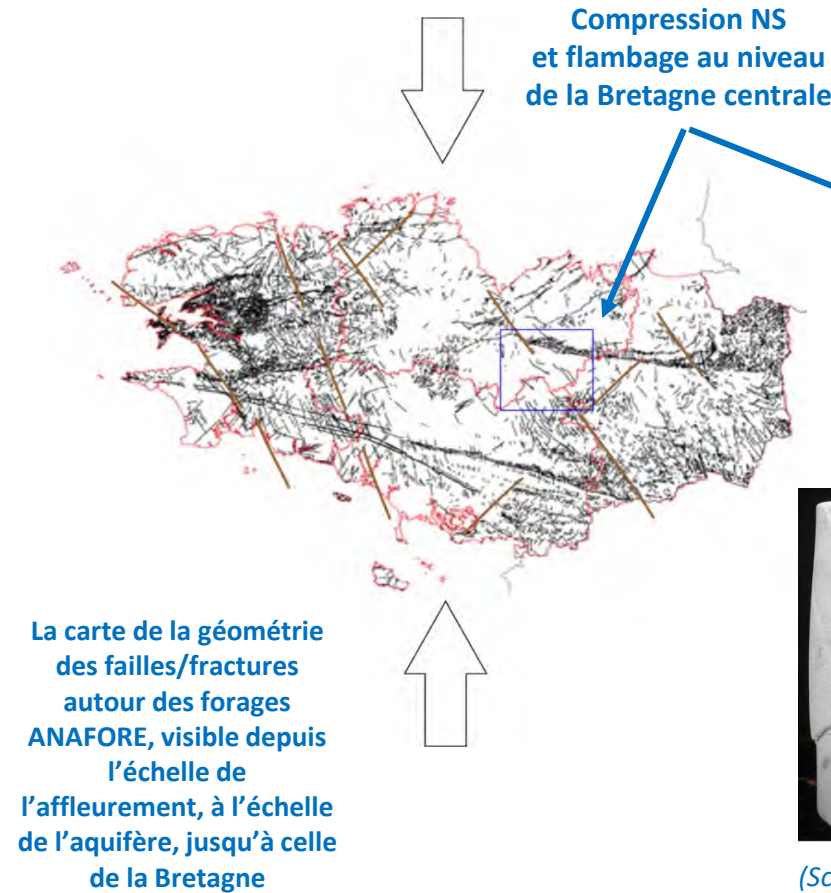 Compression NS
et flambage au niveau
de la Bretagne centrale
La carte de la géométrie
des failles/fractures
autour des forages
ANAFORE, visible depuis
l'échelle de
l'affleurement, à l'échelle
de l'aquifère, jusqu'à celle
de la Bretagne
(Sc